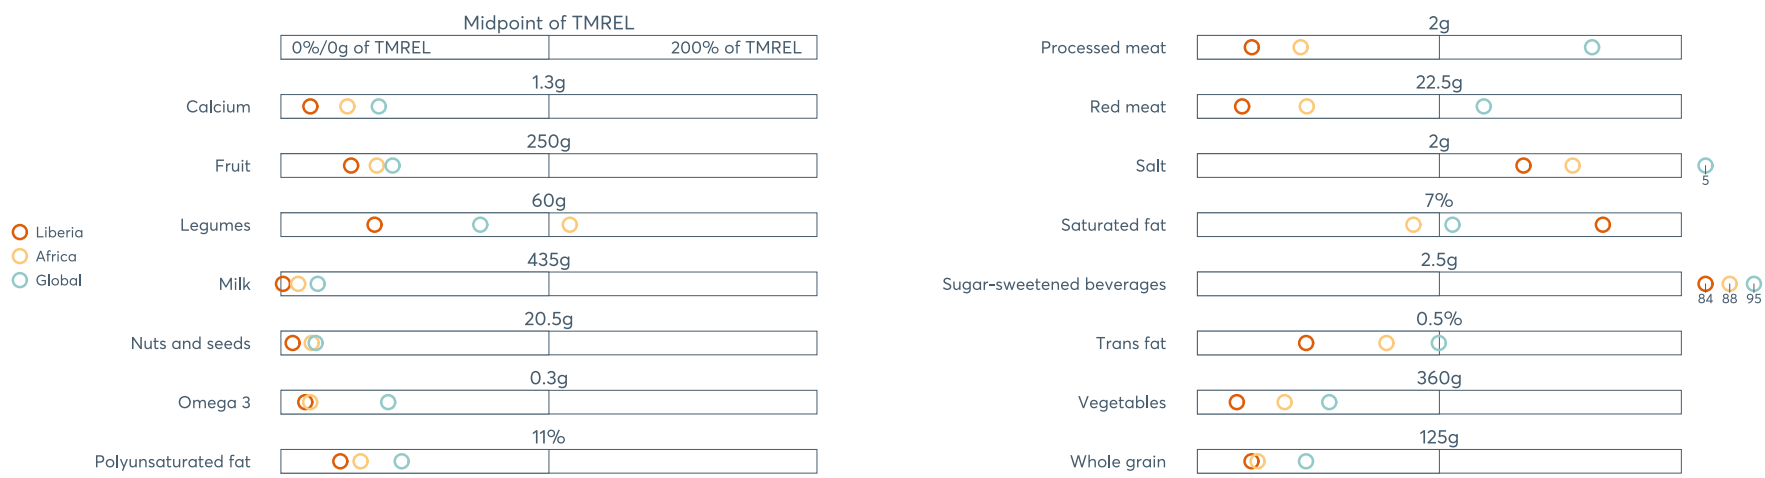 Midpoint of TMREL
0%/0g of TMREL 200% of TMREL
1.3g
Calcium
250g
Fruit
60g
Legumes
435g
Milk
20.5g
Nuts and seeds
0.3g
Omega 3
11%
Polyunsaturated fat
Liberia
Africa
Global
2g
Processed meat
22.5g
Red meat
2g
Salt
5
7%
Saturated fat
2.5g
Sugar-sweetened beverages
84 88 95
0.5%
Trans fat
360g
Vegetables
125g
Whole grain